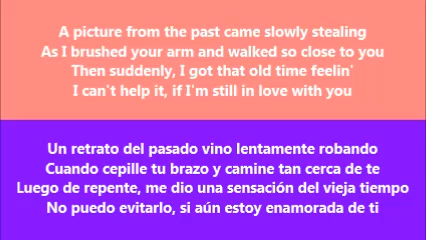 A picture from the past came slowly stealing
As I brushed your arm and walked so close to you
Then suddenly, I got that old time feelin'
I can't help it, if I'm still in love with you
Un retrato del pasado vino lentamente robando
Cuando cepille tu brazo y camine tan cerca de te
Luego de repente, me dio una sensación del vieja tiempo
No puedo evitarlo, si aún estoy enamorada de ti